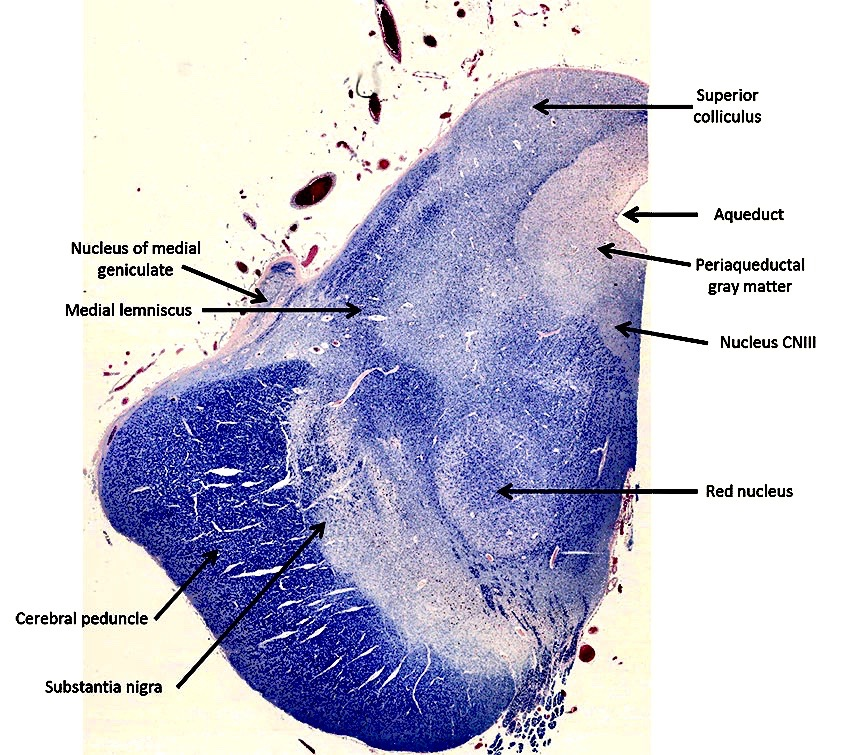 Superior
colliculus
Aqueduct
Nucleus of medial
geniculate
Periaqueductal
gray matter
Medial lemniscus
Nucleus CNIII
Red nucleus
Cerebral peduncle
Substantia nigra